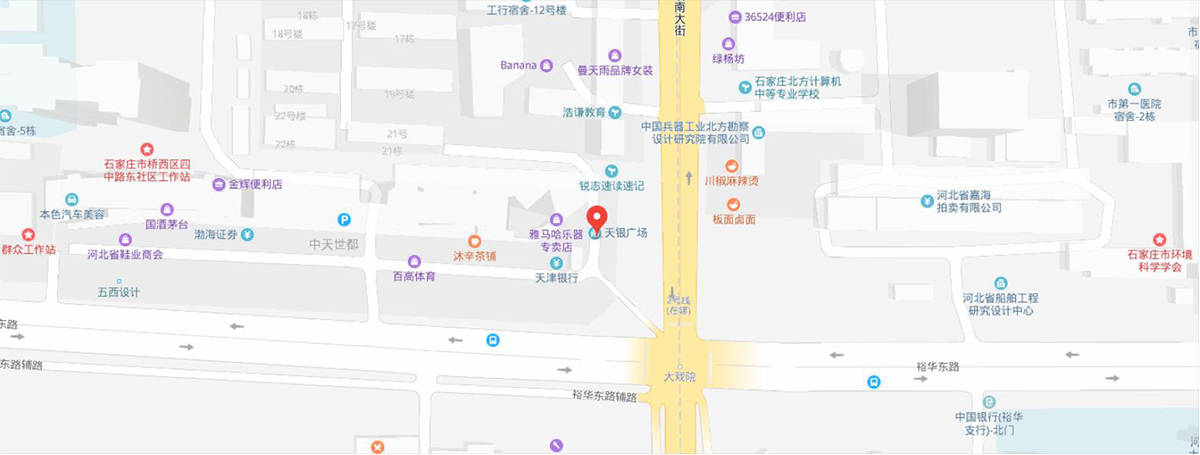 工行宿舍-12号楼
南大街
36524便利店
18栋
17号楼
18号楼
17栋
绿杨坊
Banana
曼天雨品牌女装
石家庄北方计算机
中等专业学校
20栋
19号楼
市第一医院
宿舍-2栋
浩谦教育
22号楼
宿舍-5栋
21号
21栋
22栋
中国兵器工业北方勘察
设计研究院有限公司
石家庄市桥西区四
中路东社区工作站
金辉便利店
锐志速读速记
川椒麻辣烫
河北省嘉海
拍卖有限公司
本色汽车美容
国酒茅台
P
板面卤面
渤海证券
中天世都
雅马哈乐器
专卖店
天银广场
群众工作站
河北省鞋业商会
沐辛茶铺
石家庄市环境
科学学会
百高体育
天津银行
五西设计
2号线
(在建)
河北省船舶工程
研究设计中心
东路
东路辅路
大戏院
裕华东路
裕华东路辅路
中国银行(裕华
支行)-北门